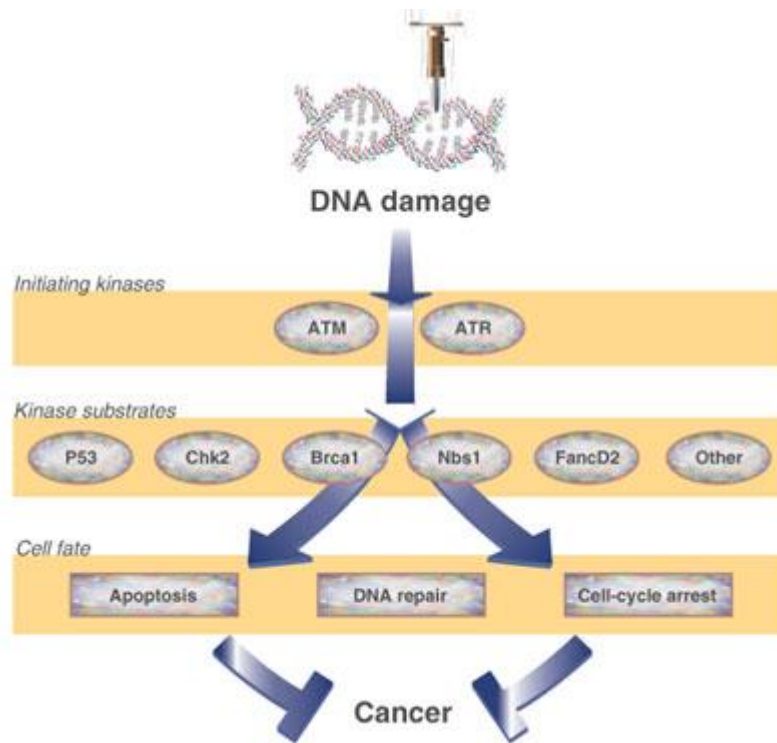 DNA damage
Initiating kinases
ATM ATR
Kinase substrates
P53 Chk2 Brca1 Nbs1 FancD2 Other
Cell fate
Apoptosis DNA repair Cell-cycle arrest
Cancer